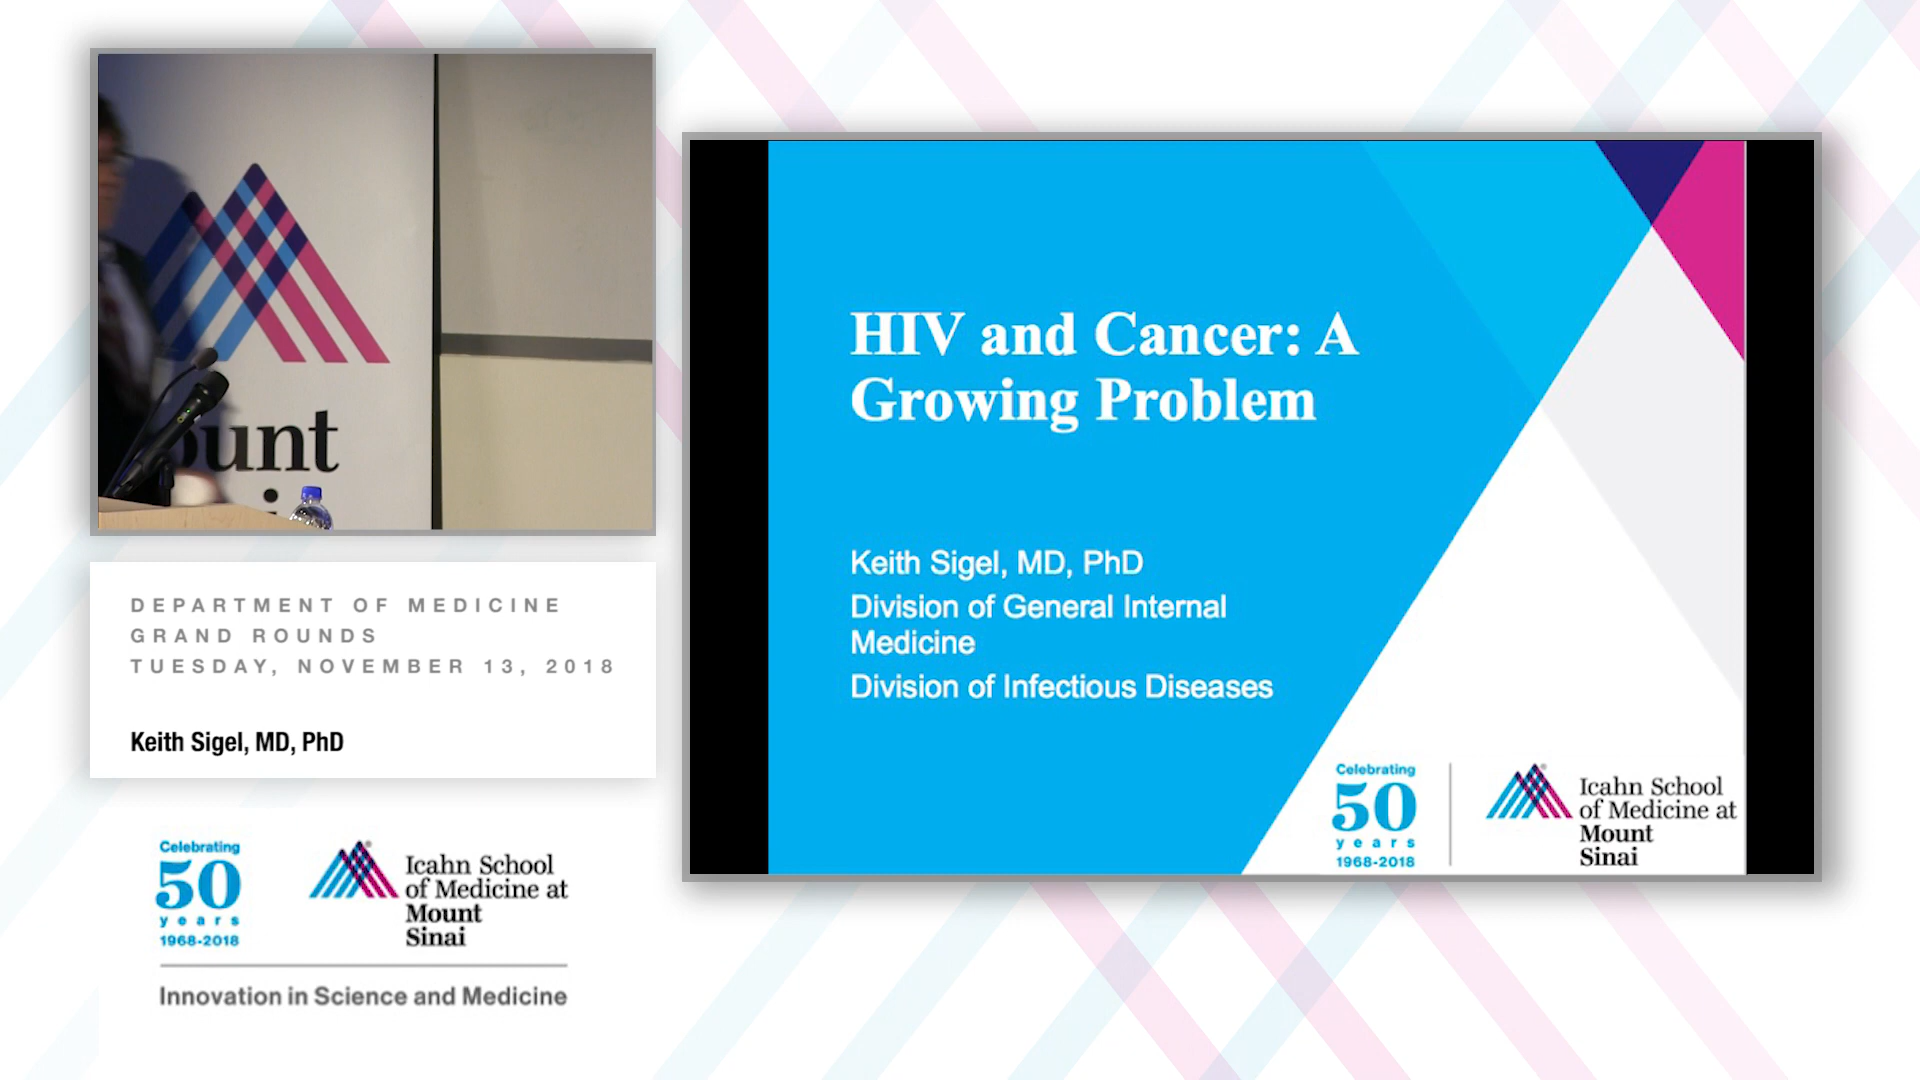 ount
DEPARTMENT OF MEDICINE
GRAND ROUNDS
TUESDAY, NOVEMBER 13, 2018
Keith Sigel, MD, PhD
Celebrating
50
years
1968-2018
Icahn School
of Medicine at
Mount
Sinai
Innovation in Science and Medicine
HIV and Cancer: A
Growing Problem
Keith Sigel, MD, PhD
Division of General Internal
Medicine
Division of Infectious Diseases
Celebrating
50
years
1968-2018
Icahn School
of Medicine at
Mount
Sinai